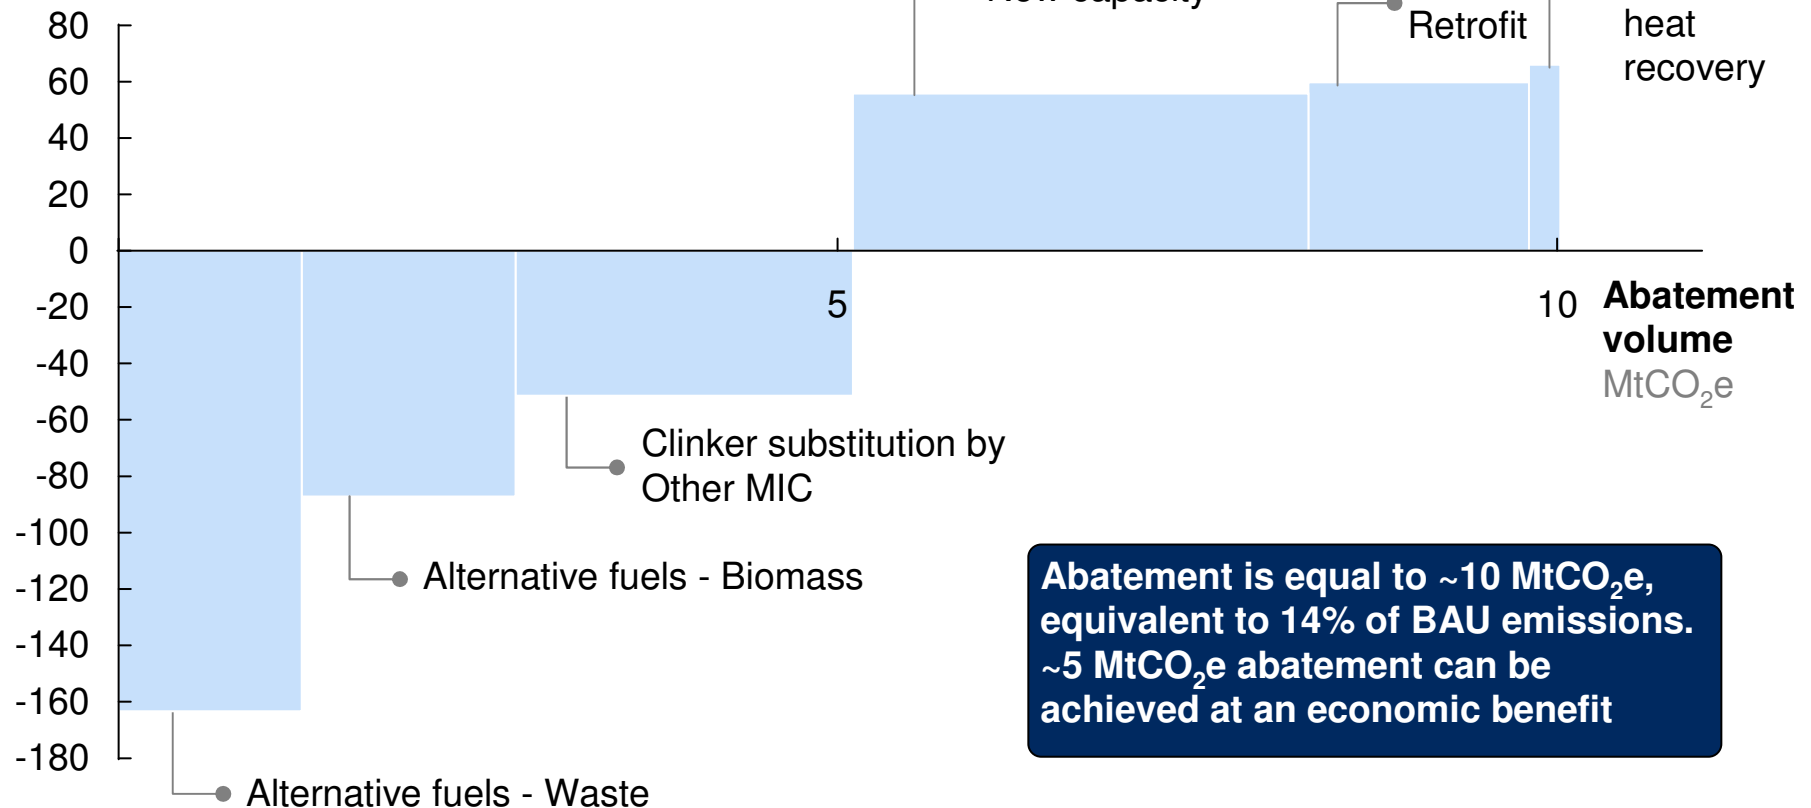 80
60
40
20
0
-20
-40
-60
-80
-100
-120
-140
-160
-180
capacity
Retrofit
heat
recovery
5
10
Abatement
volume
MtCO₂e
Clinker substitution by
Other MIC
Alternative fuels - Biomass
Alternative fuels - Waste
Abatement is equal to ~10 MtCO₂e,
equivalent to 14% of BAU emissions.
~5 MtCO₂e abatement can be
achieved at an economic benefit